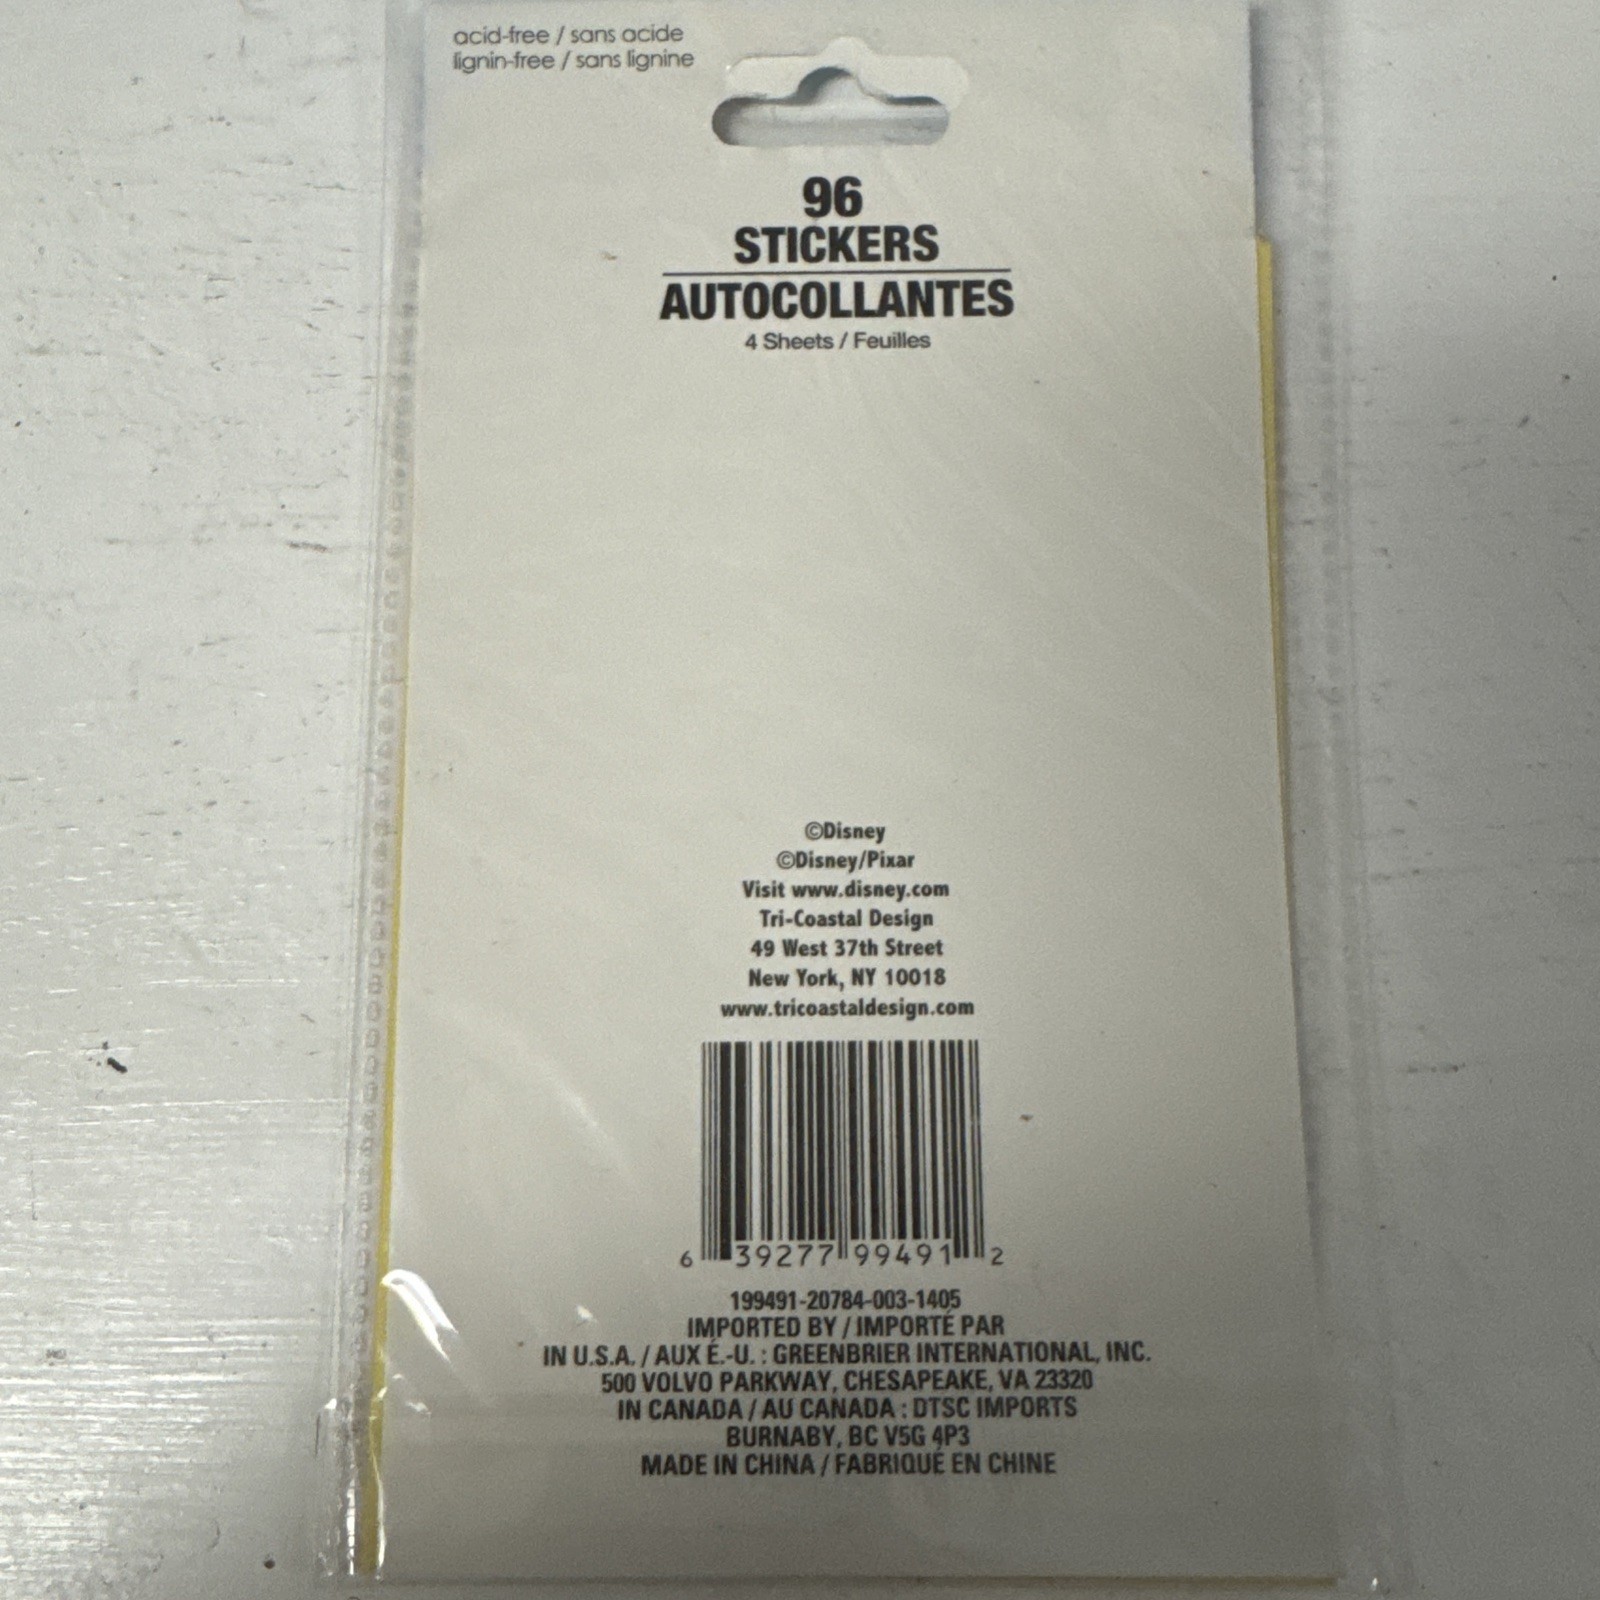 acid-free / sans acide
lignin-free / sans lignine
96
STICKERS
AUTOCOLLANTES
4 Sheets / Feuilles
©Disney
©Disney/Pixar
Visit www.disney.com
Tri-Coastal Design
49 West 37th Street
New York, NY 10018
www.tricoastaldesign.com
6 39277 99491 2
199491-20784-003-1405
IMPORTED BY / IMPORTÉ PAR
IN U.S.A. / AUX É.-U. : GREENBRIER INTERNATIONAL, INC.
500 VOLVO PARKWAY, CHESAPEAKE, VA 23320
IN CANADA / AU CANADA : DTSC IMPORTS
BURNABY, BC V5G 4P3
MADE IN CHINA / FABRIQUÉ EN CHINE